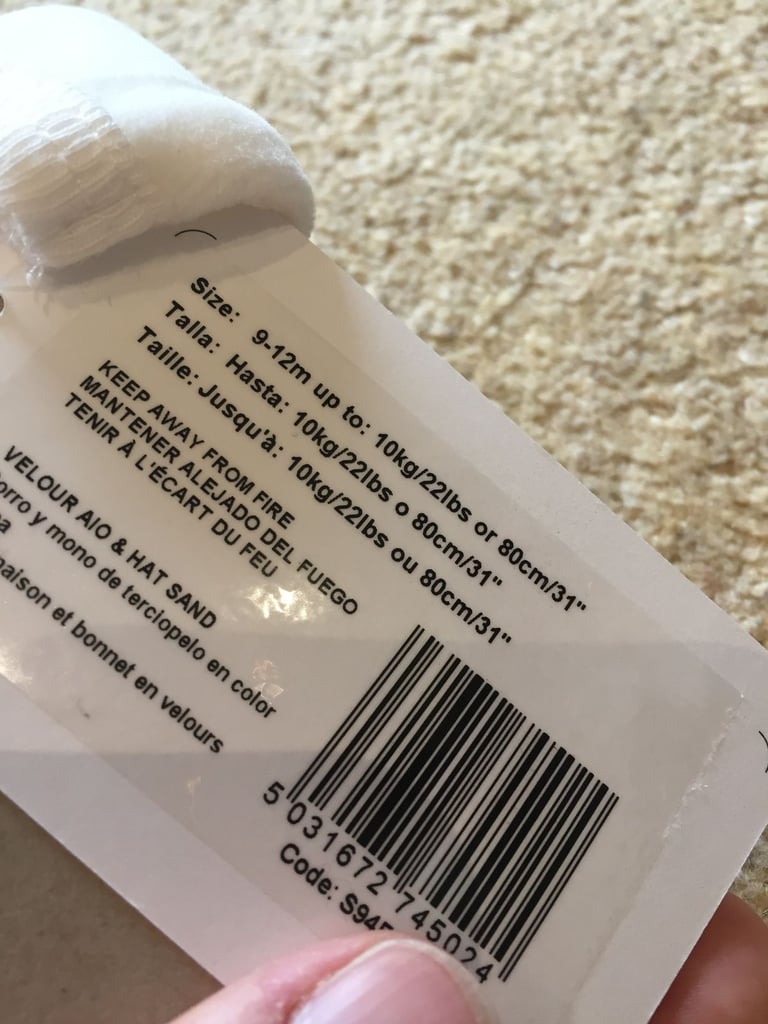 Size: 9-12m up to: 10kg/22lbs or 80cm/31"
Talla: Hasta: 10kg/22lbs o 80cm/31"
Taille: Jusqu'à: 10kg/22lbs ou 80cm/31"
KEEP AWAY FROM FIRE
MANTENER ALEJADO DEL FUEGO
TENIR À L'ÉCART DU FEU
VELOUR AIO & HAT SAND
y mono de terciopelo en color
et bonnet en velours
5 031672 745024
Code: